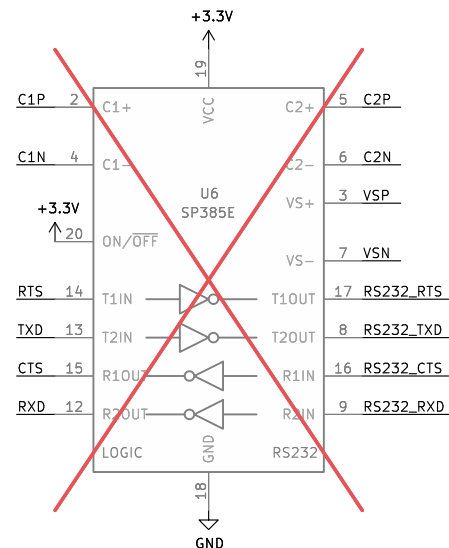 +3.3V
19
VCC
C1P 2 C1+ C2+ 5 C2P
C1N 4 C1- C2- 6 C2N
U6
SP385E
VS+ 3 VSP
+3.3V
20 ON/OFF
VS- 7 VSN
RTS 14 T1IN T1OUT 17 RS232_RTS
TXD 13 T2IN T2OUT 8 RS232_TXD
CTS 15 R1OUT R1IN 16 RS232_CTS
RXD 12 R2OUT R2IN 9 RS232_RXD
LOGIC GND RS232
18
GND